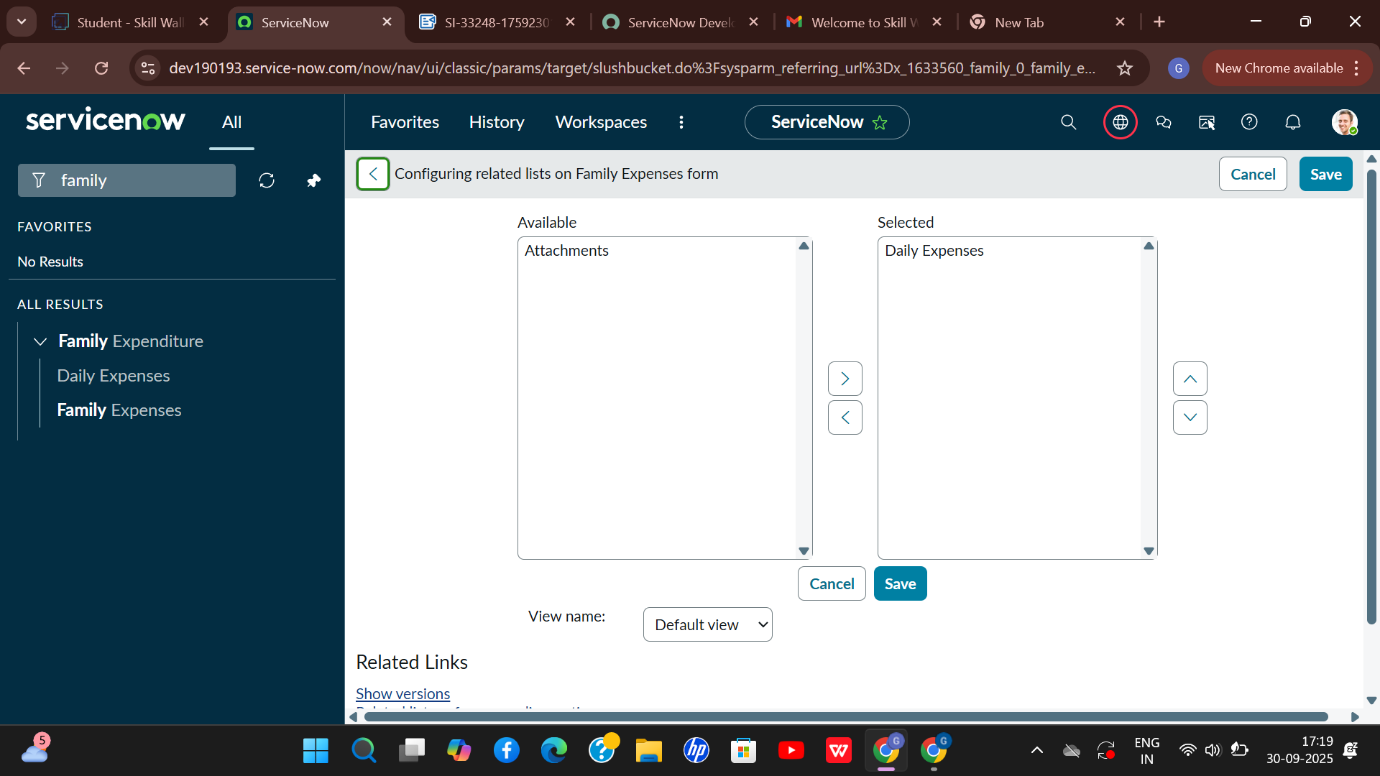 Student - Skill Wall
ServiceNow
SI-33248-1759230
ServiceNow Devel
Welcome to Skill W
New Tab
dev190193.service-now.com/now/nav/ui/classic/params/target/slushbucket.do%3Fsysparm_referring_url%3Dx_1633560_family_0_family_e...
G
New Chrome available
servicenow
All
Favorites
History
Workspaces
ServiceNow
family
Configuring related lists on Family Expenses form
Cancel
Save
FAVORITES
No Results
ALL RESULTS
Family Expenditure
Daily Expenses
Family Expenses
Available
Selected
Attachments
Daily Expenses
Cancel
Save
View name:
Default view
Related Links
Show versions
5
ENG
IN
17:19
30-09-2025